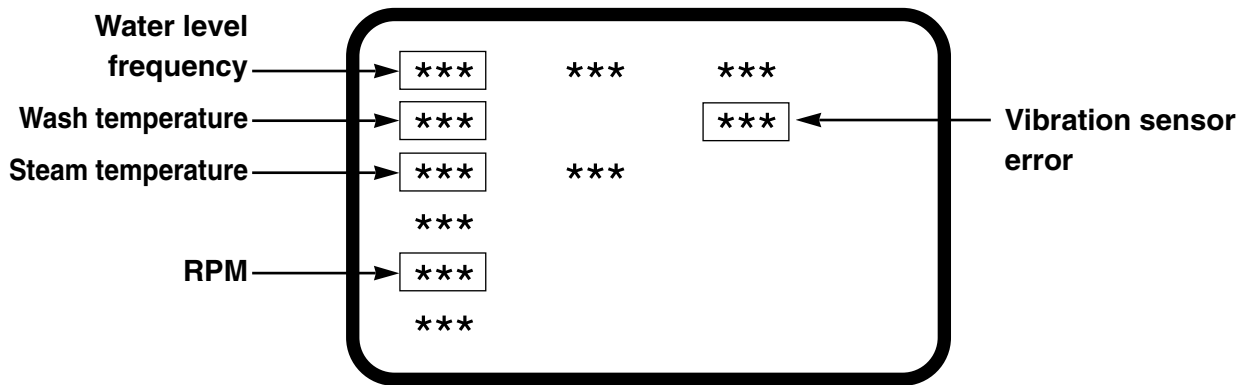 Water level
frequency
*** *** ***
Wash temperature
*** ***
Vibration sensor
error
Steam temperature
*** ***
***
RPM
***
***